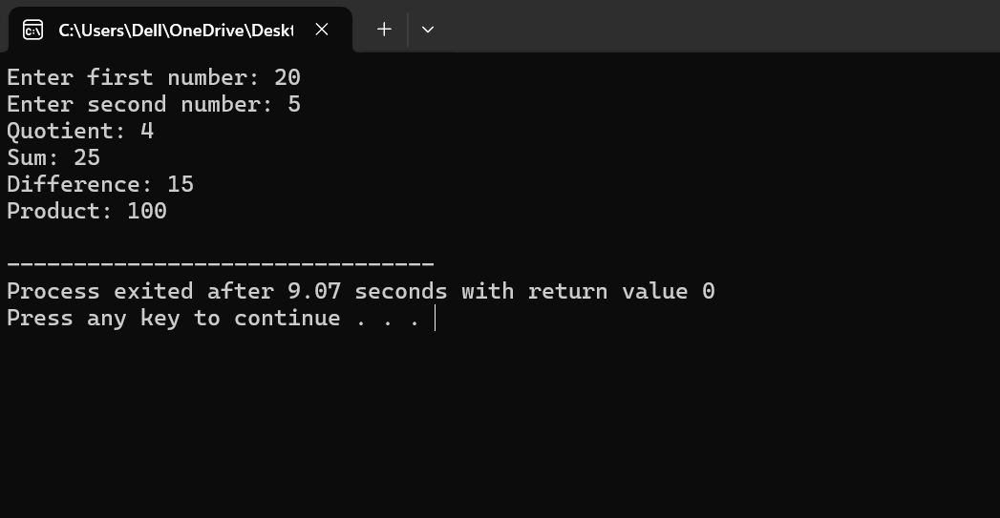 C:\Users\Dell\OneDrive\Deskt
Enter first number: 20
Enter second number: 5
Quotient: 4
Sum: 25
Difference: 15
Product: 100
--------------------------------
Process exited after 9.07 seconds with return value 0
Press any key to continue . . .